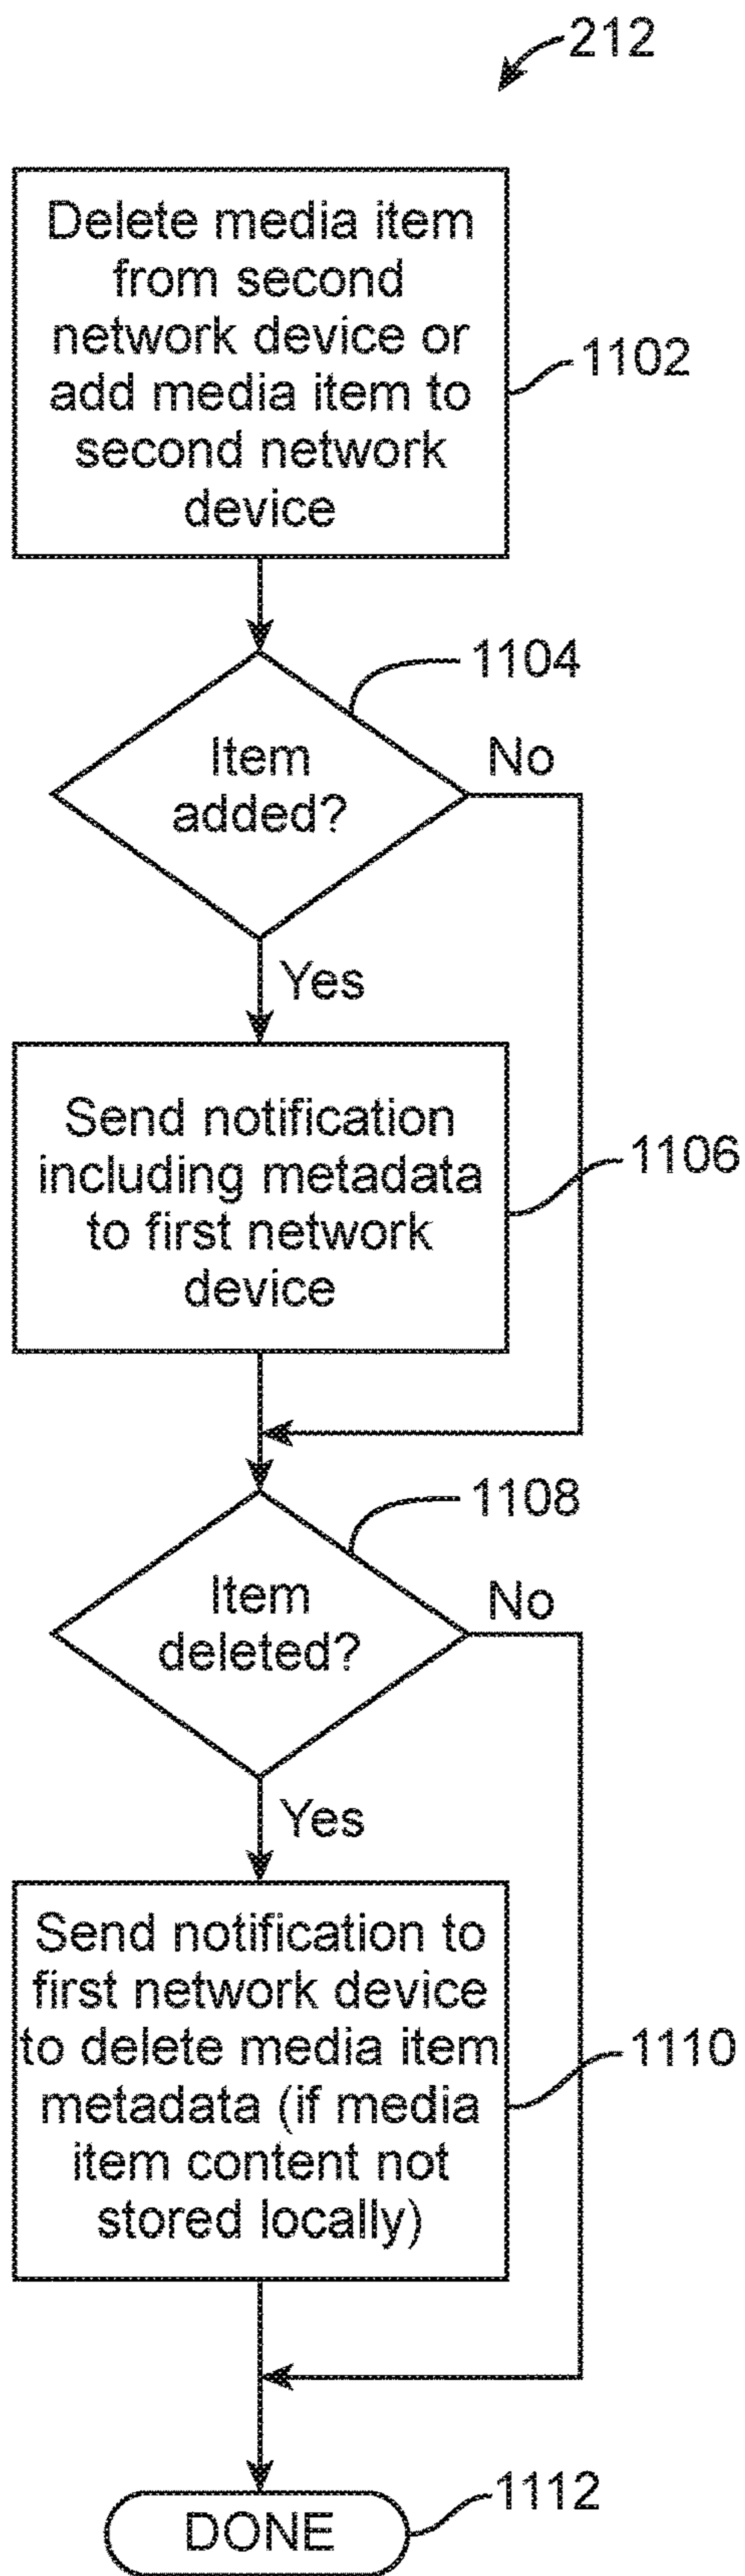 212
Delete media item
from second
network device or
add media item to
second network
device
1102
1104
Item
added?
No
Yes
Send notification
including metadata
to first network
device
1106
1108
Item
deleted?
No
Yes
Send notification to
first network device
to delete media item
metadata (if media
item content not
stored locally)
1110
DONE
1112